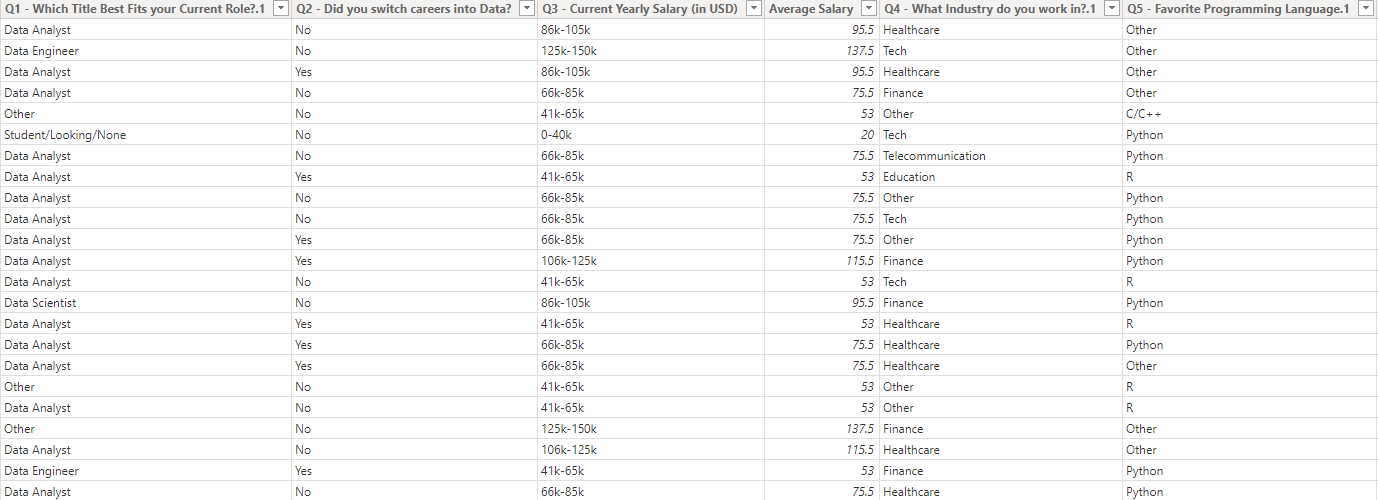 Q1 - Which Title Best Fits your Current Role?.1 Q2 - Did you switch careers into Data? Q3 - Current Yearly Salary (in USD) Average Salary Q4 - What Industry do you work in?.1 Q5 - Favorite Programming Language.1
Data Analyst No 86k-105k 95.5 Healthcare Other
Data Engineer No 125k-150k 137.5 Tech Other
Data Analyst Yes 86k-105k 95.5 Healthcare Other
Data Analyst No 66k-85k 75.5 Finance Other
Other No 41k-65k 53 Other C/C++
Student/Looking/None No 0-40k 20 Tech Python
Data Analyst No 66k-85k 75.5 Telecommunication Python
Data Analyst Yes 41k-65k 53 Education R
Data Analyst No 66k-85k 75.5 Other Python
Data Analyst No 66k-85k 75.5 Tech Python
Data Analyst Yes 66k-85k 75.5 Other Python
Data Analyst Yes 106k-125k 115.5 Finance Python
Data Analyst No 41k-65k 53 Tech R
Data Scientist No 86k-105k 95.5 Finance Python
Data Analyst Yes 41k-65k 53 Healthcare R
Data Analyst Yes 66k-85k 75.5 Healthcare Python
Data Analyst Yes 66k-85k 75.5 Healthcare Other
Other No 41k-65k 53 Other R
Data Analyst No 41k-65k 53 Other R
Other No 125k-150k 137.5 Finance Other
Data Analyst No 106k-125k 115.5 Healthcare Other
Data Engineer Yes 41k-65k 53 Finance Python
Data Analyst No 66k-85k 75.5 Healthcare Python